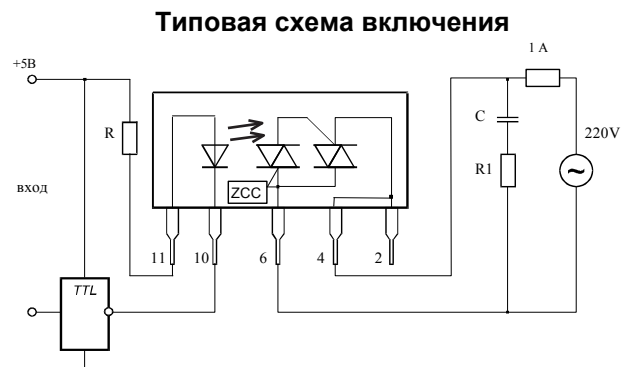 Типовая схема включения
1 А
+5В
R
C
220V
ZCC
R1
вход
11 10 6 4 2
TTL
~